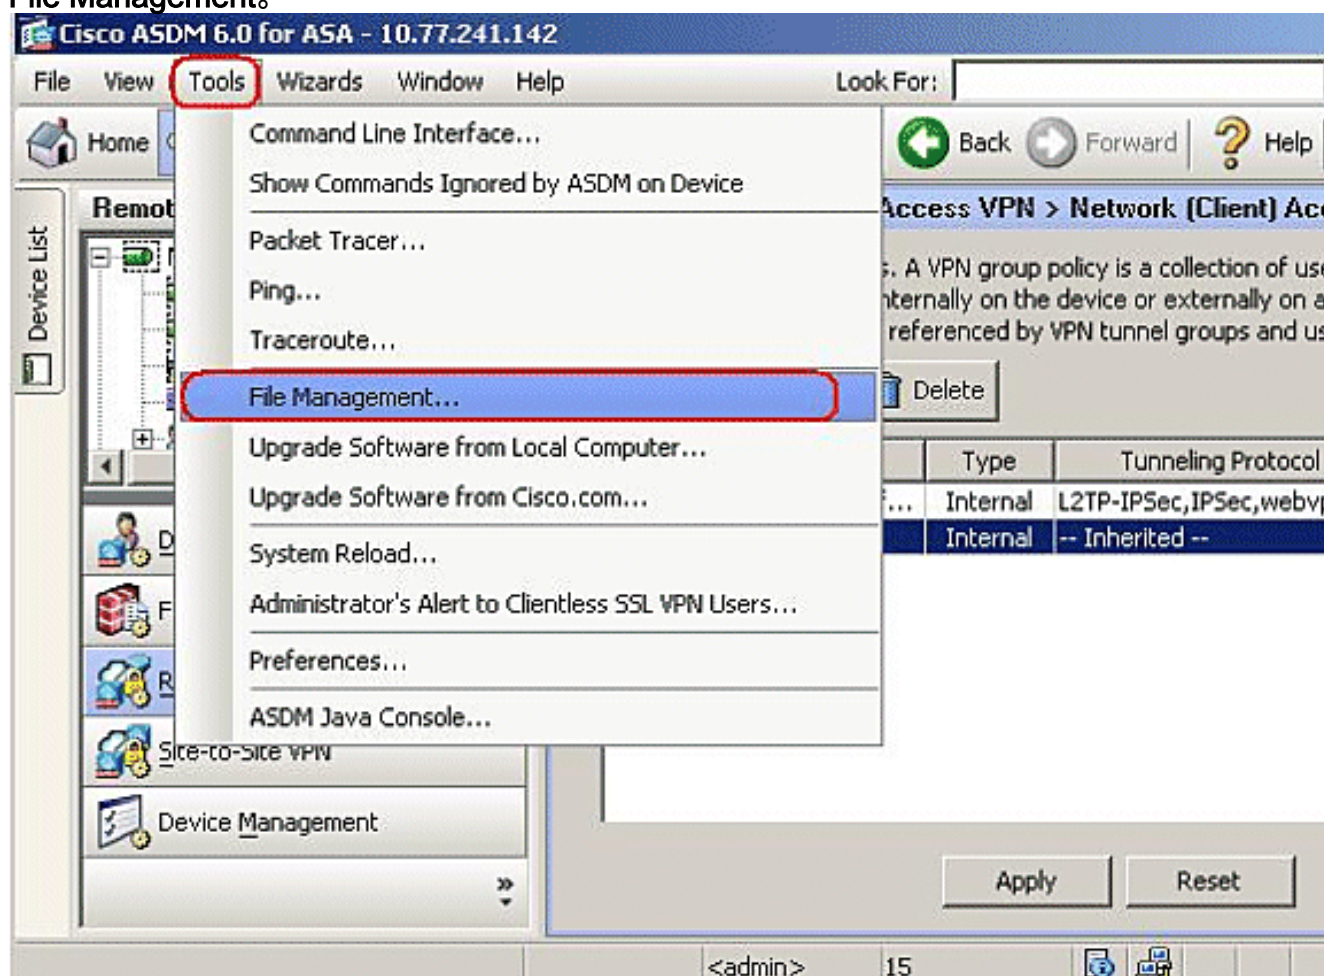 File Management。
Cisco ASDM 6.0 for ASA - 10.77.241.142
File View Tools Wizards Window Help Look For:
Home Back Forward Help
Device List
Command Line Interface...
Show Commands Ignored by ASDM on Device
Packet Tracer...
Ping...
Traceroute...
File Management...
Upgrade Software from Local Computer...
Upgrade Software from Cisco.com...
System Reload...
Administrator's Alert to Clientless SSL VPN Users...
Preferences...
ASDM Java Console...
Access VPN > Network (Client)
A VPN group policy is a collection of
on the device or externally on a
referenced by VPN tunnel groups and
Delete
Type Tunneling Protocol
Internal L2TP-IPSec,IPSec,
Internal -- Inherited --
Site-to-Site VPN
Device Management
»
Apply Reset
<admin> 15